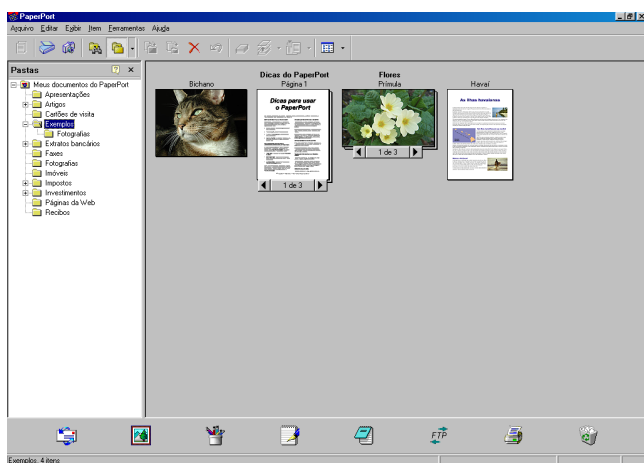 PaperPort
Arquivo Editar Exibir Item Ferramentas Ajuda
Pastas
Meus documentos do PaperPort
Apresentações
Artigos
Cartões de visita
Exemplos
Fotografias
Extratos bancários
Faxes
Fotografias
Imóveis
Impostos
Investimentos
Páginas da Web
Recibos
Bichano
Dicas do PaperPort
Página 1
Dicas para usar
o PaperPort
1 de 3
Flores
Prímula
1 de 3
Havaí
As ilhas havaianas
FTP
Exemplos, 4 itens